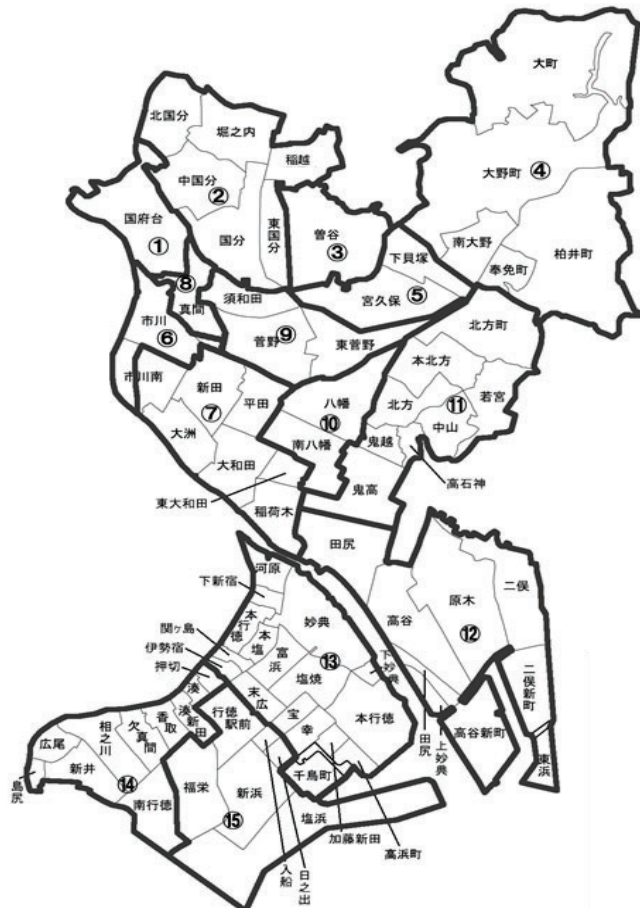 大町
北国分
堀之内
稲越
大野町
④
中国分
②
国府台
①
国分
東国分
曽谷
③
南大野
柏井町
下貝塚
奉免町
⑧
真間
須和田
宮久保
⑤
市川
⑥
菅野
⑨
東菅野
北方町
本北方
市川南
新田
⑦
平田
八幡
⑩
北方
⑪
若宮
中山
大洲
南八幡
鬼越
大和田
高石神
東大和田
鬼高
稲荷木
田尻
河原
下新宿
妙典
高谷
原木
⑫
二俣
本行徳
関ヶ島
本塩
伊勢宿
富浜
⑬
下妙典
押切
塩焼
湊
末広
二俣新町
湊新田
行徳駅前
宝
幸
本行徳
田尻
上妙典
高谷新町
東浜
広尾
相之川
欠真間
香取
島尻
新井
⑭
南行徳
福栄
新浜
⑮
千鳥町
塩浜
加藤新田
高浜町
入船
日之出